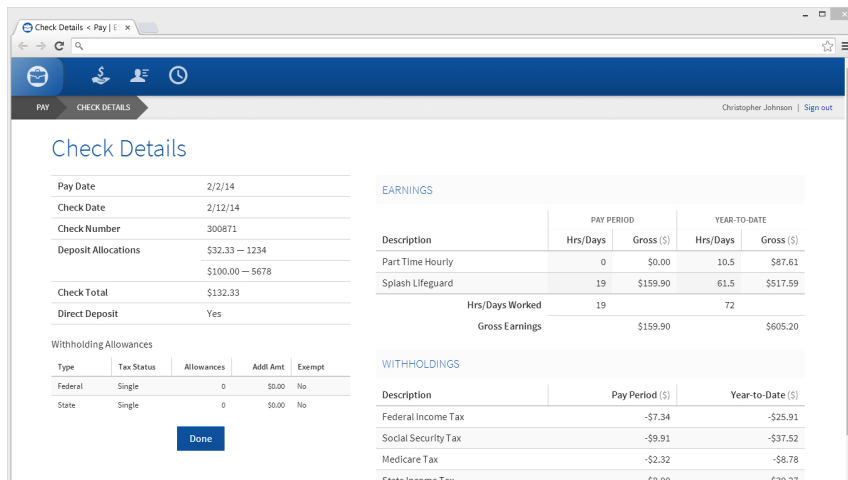 Check Details < Pay | ES
PAY
CHECK DETAILS
Christopher Johnson | Sign out
Check Details
Pay Date 2/2/14
Check Date 2/12/14
Check Number 300871
Deposit Allocations $32.33 — 1234
$100.00 — 5678
Check Total $132.33
Direct Deposit Yes
Withholding Allowances
Type Tax Status Allowances Addl Amt Exempt
Federal Single 0 $0.00 No
State Single 0 $0.00 No
Done
EARNINGS
PAY PERIOD YEAR-TO-DATE
Description Hrs/Days Gross ($) Hrs/Days Gross ($)
Part Time Hourly 0 $0.00 10.5 $87.61
Splash Lifeguard 19 $159.90 61.5 $517.59
Hrs/Days Worked 19 72
Gross Earnings $159.90 $605.20
WITHHOLDINGS
Description Pay Period ($) Year-to-Date ($)
Federal Income Tax -$7.34 -$25.91
Social Security Tax -$9.91 -$37.52
Medicare Tax -$2.32 -$8.78
State Income Tax